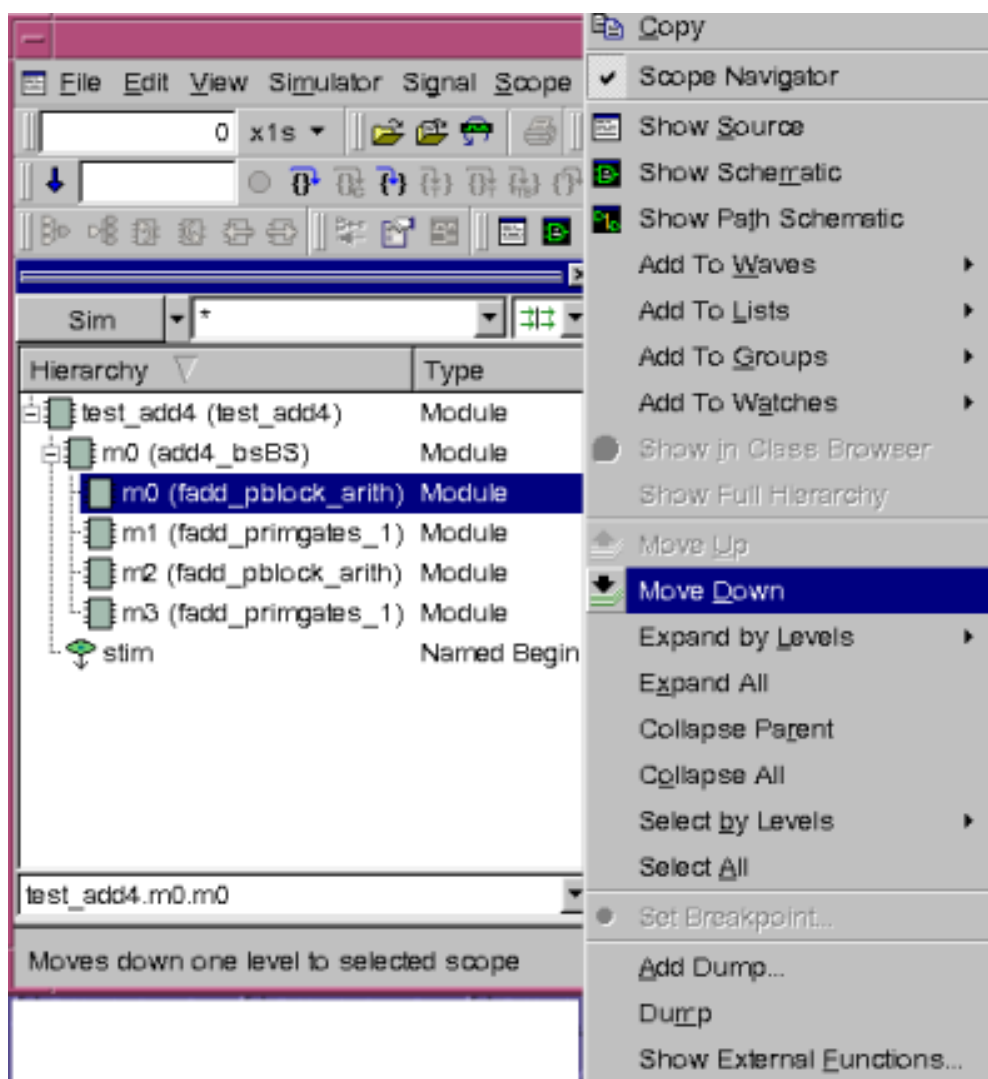 File Edit View Simulator Signal Scope
0 x1s
Sim *
Hierarchy Type
test_add4 (test_add4) Module
m0 (add4_bsBS) Module
m0 (fadd_pblock_arith) Module
m1 (fadd_primgates_1) Module
m2 (fadd_pblock_arith) Module
m3 (fadd_primgates_1) Module
stim Named Begin
test_add4.m0.m0
Moves down one level to selected scope
Copy
Scope Navigator
Show Source
Show Schematic
Show Path Schematic
Add To Waves
Add To Lists
Add To Groups
Add To Watches
Show in Class Browser
Show Full Hierarchy
Move Up
Move Down
Expand by Levels
Expand All
Collapse Parent
Collapse All
Select by Levels
Select All
Set Breakpoint...
Add Dump...
Dump
Show External Functions...